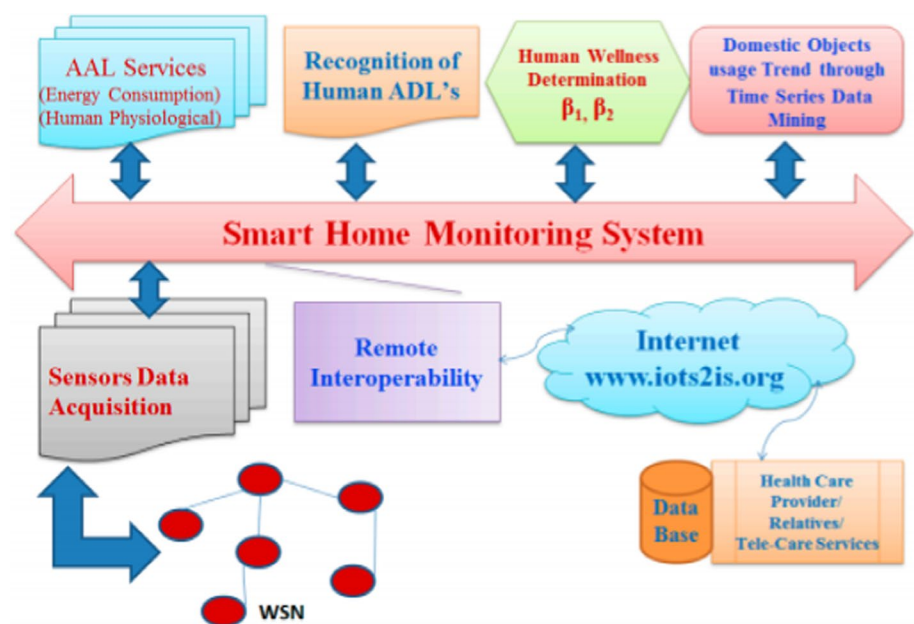 AAL Services
(Energy Consumption)
(Human Physiological)
Recognition of
Human ADL's
Human Wellness
Determination
β1, β2
Domestic Objects
usage Trend through
Time Series Data
Mining
Smart Home Monitoring System
Sensors Data
Acquisition
Remote
Interoperability
Internet
www.iots2is.org
Data
Base
Health Care
Provider/
Relatives/
Tele-Care Services
WSN